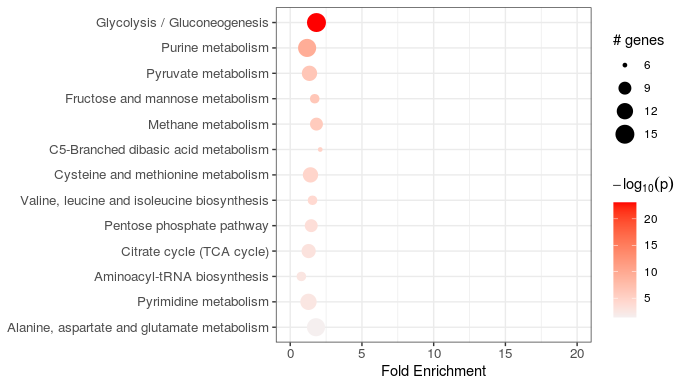 Glycolysis / Gluconeogenesis
Purine metabolism
Pyruvate metabolism
Fructose and mannose metabolism
Methane metabolism
C5-Branched dibasic acid metabolism
Cysteine and methionine metabolism
Valine, leucine and isoleucine biosynthesis
Pentose phosphate pathway
Citrate cycle (TCA cycle)
Aminoacyl-tRNA biosynthesis
Pyrimidine metabolism
Alanine, aspartate and glutamate metabolism
0 5 10 15 20
Fold Enrichment
# genes
6
9
12
15
−log₁₀(p)
20
15
10
5